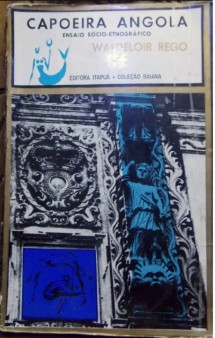 CAPOEIRA ANGOLA
ENSAIO SÓCIO-ETNOGRÁFICO
WALDELOIR REGO
EDITORA ITAPUÃ • COLEÇÃO BAIANA